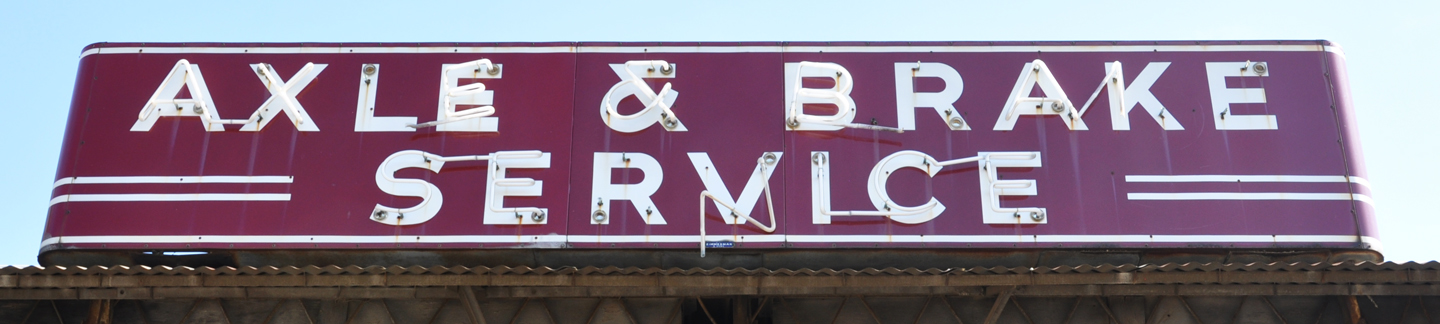 AXLE & BRAKE
SERVICE